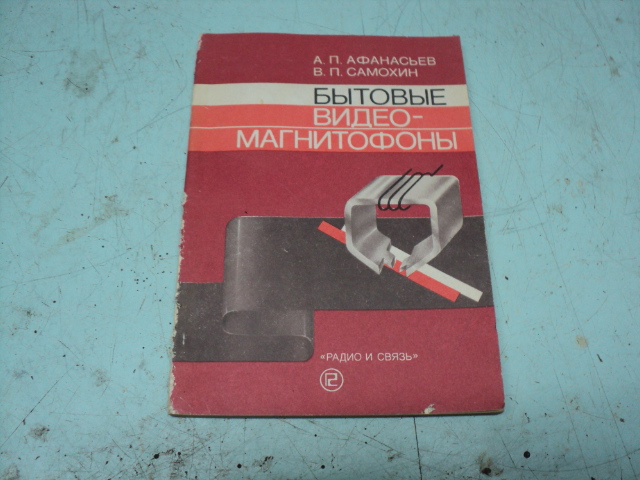 А. П. АФАНАСЬЕВ
В. П. САМОХИН
БЫТОВЫЕ
ВИДЕО-
МАГНИТОФОНЫ
«РАДИО И СВЯЗЬ»